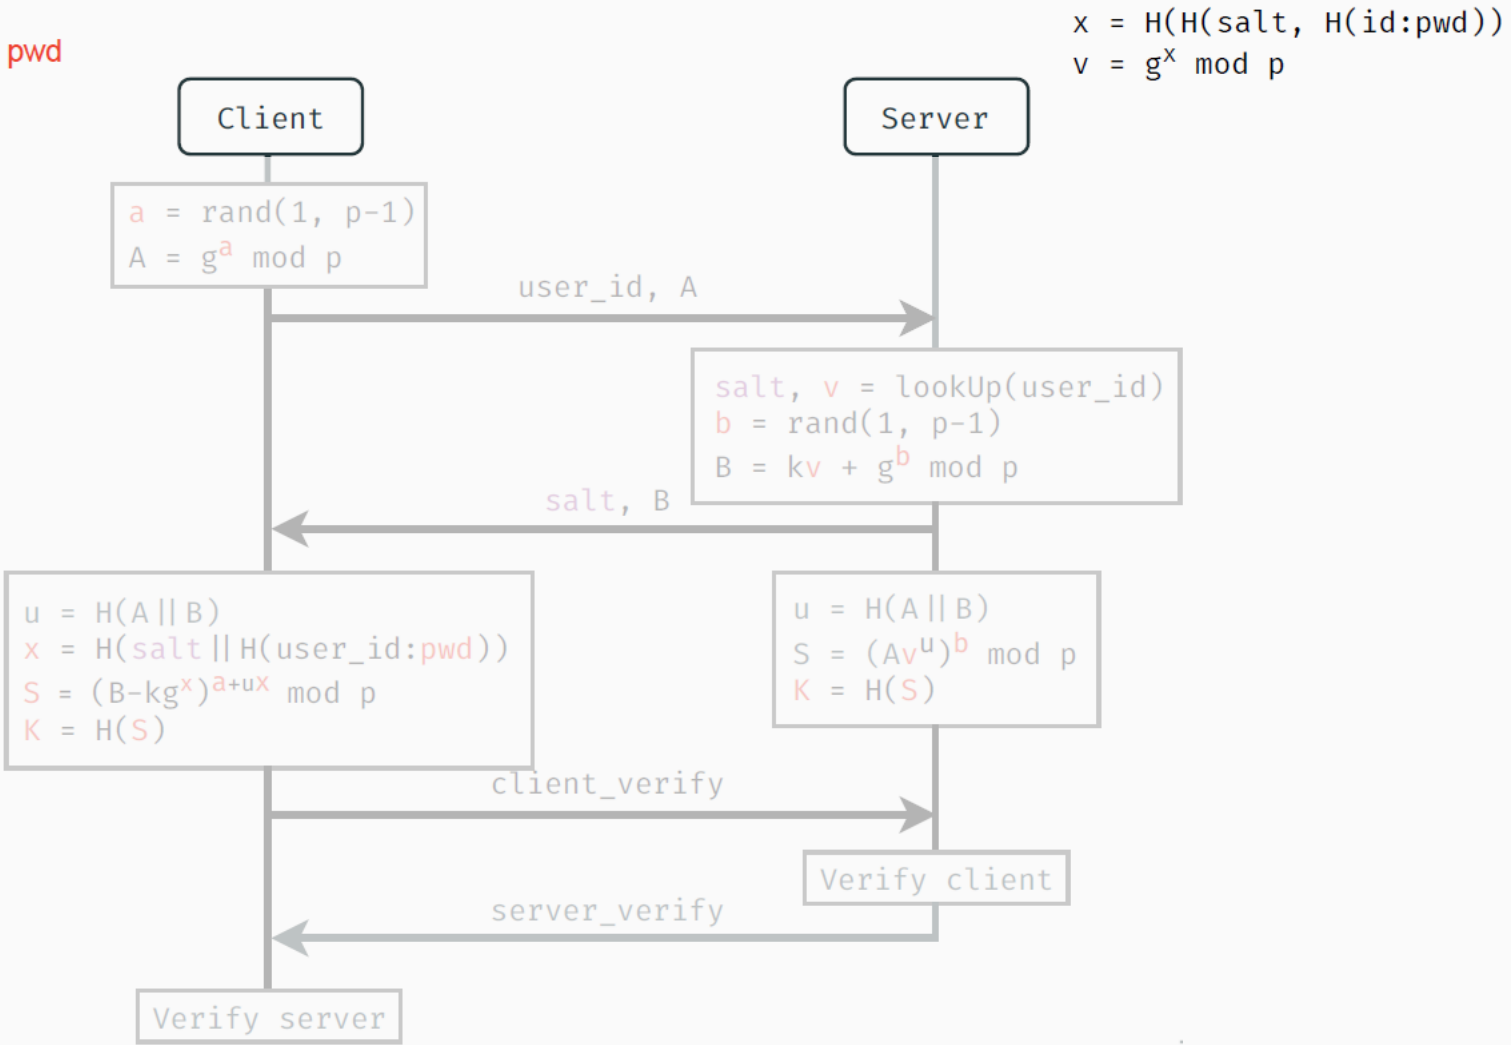 x = H(H(salt, H(id:pwd))
v = gˣ mod p
pwd
Client
Server
a = rand(1, p-1)
A = gᵃ mod p
user_id, A
salt, v = lookUp(user_id)
b = rand(1, p-1)
B = kv + gᵇ mod p
salt, B
u = H(A||B)
x = H(salt||H(user_id:pwd))
S = (B-kgˣ)ᵃ⁺ᵘˣ mod p
K = H(S)
u = H(A||B)
S = (Avᵘ)ᵇ mod p
K = H(S)
client_verify
Verify client
server_verify
Verify server